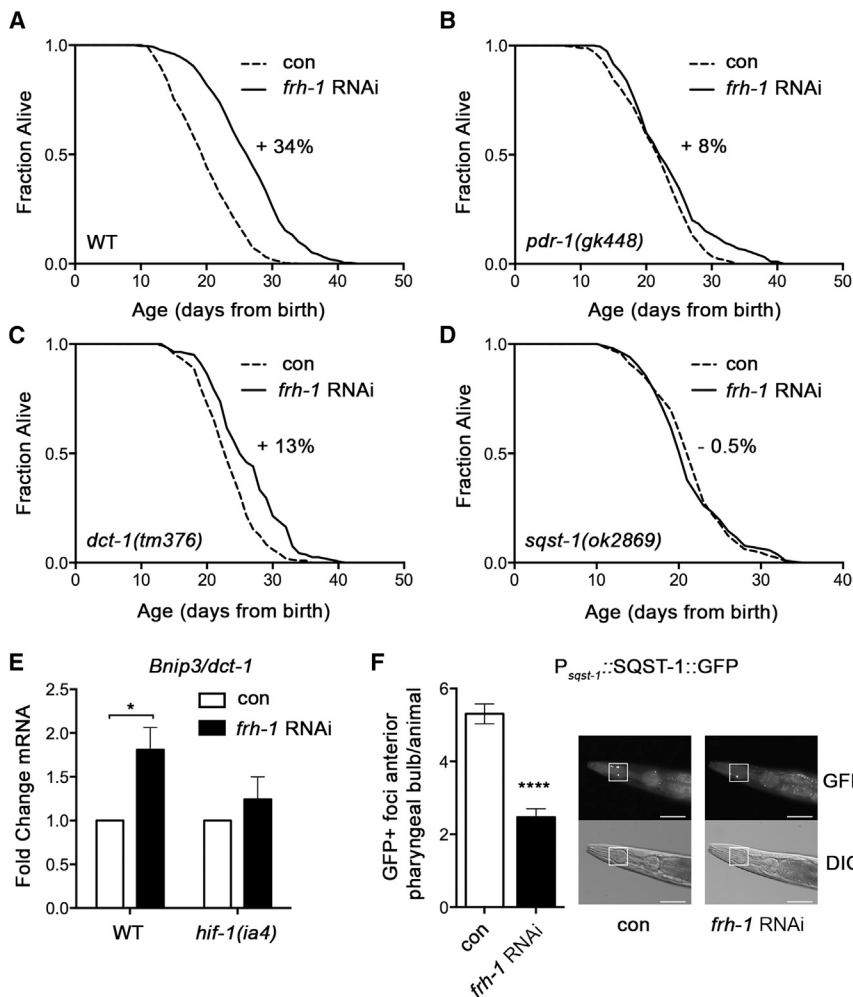 A
1.0
0.5
0.0
Fraction Alive
con
frh-1 RNAi
+ 34%
WT
0 10 20 30 40 50
Age (days from birth)
B
1.0
0.5
0.0
Fraction Alive
con
frh-1 RNAi
+ 8%
pdr-1(gk448)
0 10 20 30 40 50
Age (days from birth)
C
1.0
0.5
0.0
Fraction Alive
con
frh-1 RNAi
+ 13%
dct-1(tm376)
0 10 20 30 40 50
Age (days from birth)
D
1.0
0.5
0.0
Fraction Alive
con
frh-1 RNAi
- 0.5%
sqst-1(ok2869)
0 10 20 30 40
Age (days from birth)
E
Bnip3/dct-1
2.5
2.0
1.5
1.0
0.5
0.0
Fold Change mRNA
con
frh-1 RNAi
*
WT hif-1(ia4)
F
Psqst-1::SQST-1::GFP
6
4
2
0
GFP+ foci anterior
pharyngeal bulb/animal
****
con
frh-1 RNAi
GF
DIC
con frh-1 RNAi